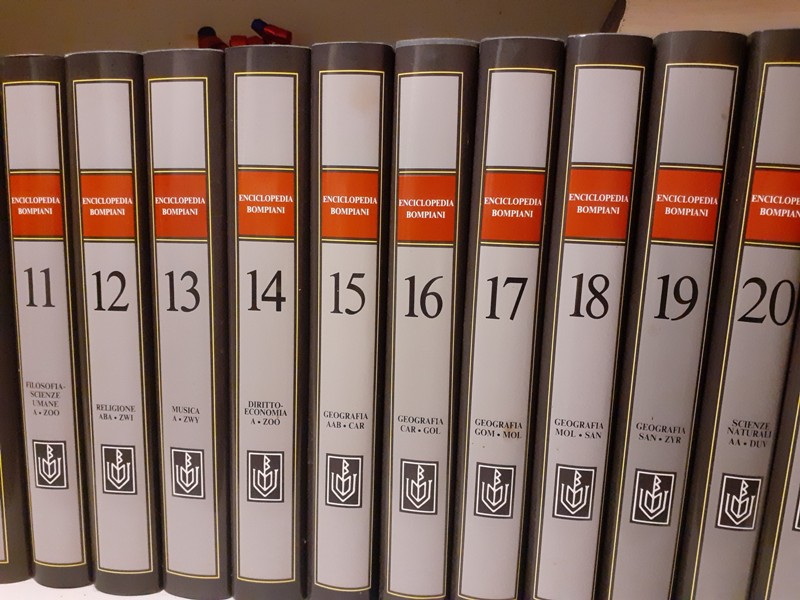 ENCICLOPEDIA
BOMPIANI
11
FILOSOFIA-
SCIENZE
UMANE
A • ZOO
ENCICLOPEDIA
BOMPIANI
12
RELIGIONE
ABA • ZWI
ENCICLOPEDIA
BOMPIANI
13
MUSICA
A • ZWY
ENCICLOPEDIA
BOMPIANI
14
DIRITTO-
ECONOMIA
A • ZOO
ENCICLOPEDIA
BOMPIANI
15
GEOGRAFIA
AAB • CAR
ENCICLOPEDIA
BOMPIANI
16
GEOGRAFIA
CAR • GOL
ENCICLOPEDIA
BOMPIANI
17
GEOGRAFIA
GOM • MOL
ENCICLOPEDIA
BOMPIANI
18
GEOGRAFIA
MOL • SAN
ENCICLOPEDIA
BOMPIANI
19
GEOGRAFIA
SAN • ZYR
ENCICLOPEDIA
BOMPIANI
20
SCIENZE
NATURALI
AA • DUV